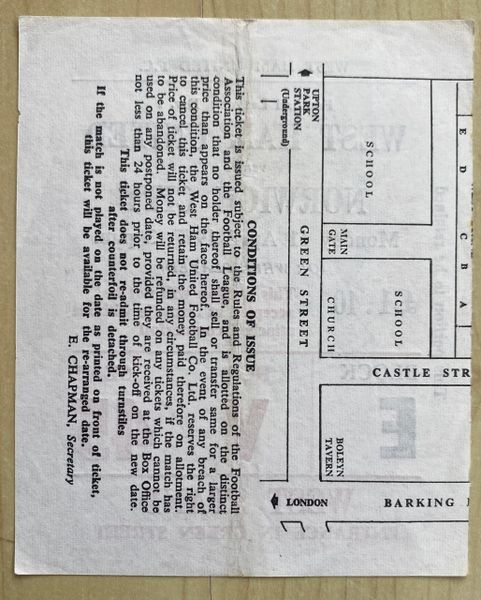 UPTON
PARK
STATION
(Underground)
SCHOOL
E D C B A
MAIN
GATE
GREEN STREET
CHURCH
SCHOOL
CASTLE STR
BOLEYN
TAVERN
LONDON
BARKING
CONDITIONS OF ISSUE
This ticket is issued subject to the Rules and Regulations of the Football
Association and the Football League, and is allotted on the distinct
condition that no holder thereof shall sell or transfer same for a larger
price than appears on the face hereof. In the event of any breach of
this condition the West Ham United Football Co. Ltd. reserves the right
to cancel this ticket and retain the money paid therefore on allotment.
Price of ticket will not be returned in any circumstances, if the match has
to be abandoned. Money will be refunded on any tickets which cannot be
used on any postponed date, provided they are received at the Box Office
not less than 24 hours prior to the time of kick-off on the new date.
This ticket does not re-admit through turnstiles
after counterfoil is detached.
If the match is not played on the date as printed on front of ticket,
this ticket will be available for the re-arranged date.
E. CHAPMAN, Secretary